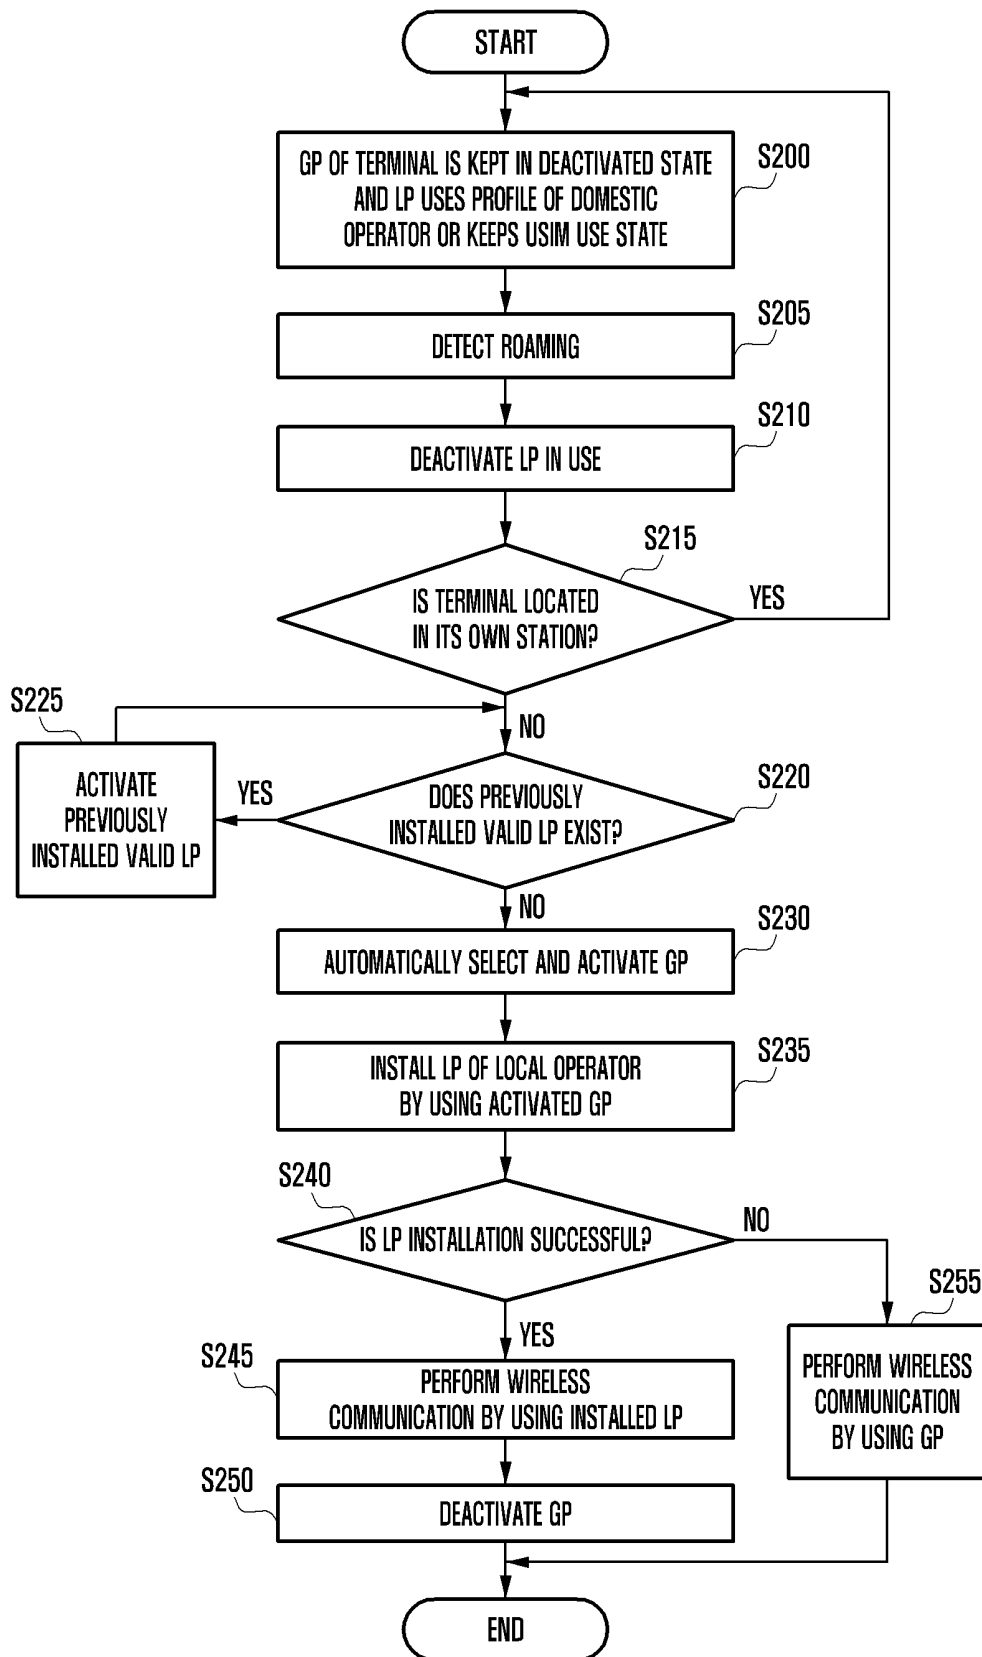 START
GP OF TERMINAL IS KEPT IN DEACTIVATED STATE
AND LP USES PROFILE OF DOMESTIC
OPERATOR OR KEEPS USIM USE STATE
S200
S205
DETECT ROAMING
S210
DEACTIVATE LP IN USE
S215
IS TERMINAL LOCATED
IN ITS OWN STATION?
YES
NO
S225
ACTIVATE
PREVIOUSLY
INSTALLED VALID LP
YES
S220
DOES PREVIOUSLY
INSTALLED VALID LP EXIST?
NO
S230
AUTOMATICALLY SELECT AND ACTIVATE GP
S235
INSTALL LP OF LOCAL OPERATOR
BY USING ACTIVATED GP
S240
IS LP INSTALLATION SUCCESSFUL?
NO
YES
S255
PERFORM WIRELESS
COMMUNICATION
BY USING GP
S245
PERFORM WIRELESS
COMMUNICATION BY USING INSTALLED LP
S250
DEACTIVATE GP
END